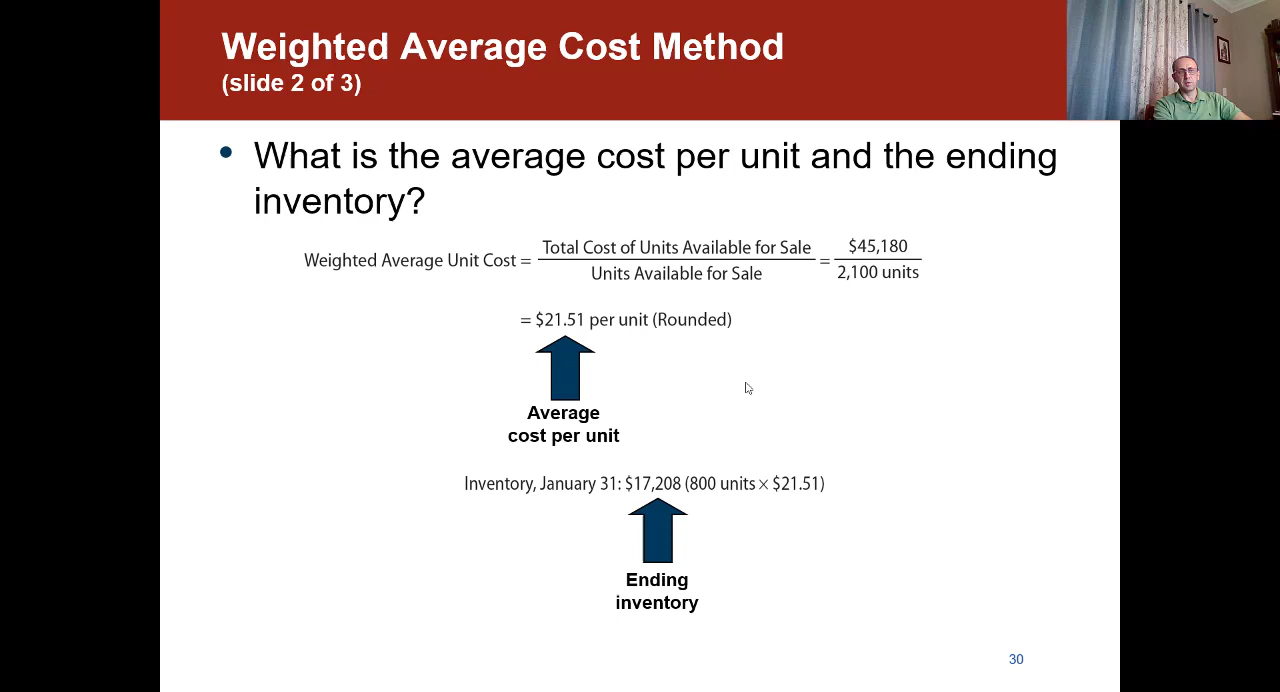 Weighted Average Cost Method
(slide 2 of 3)
• What is the average cost per unit and the ending
inventory?
Weighted Average Unit Cost = Total Cost of Units Available for Sale / Units Available for Sale = $45,180 / 2,100 units
= $21.51 per unit (Rounded)
Average
cost per unit
Inventory, January 31: $17,208 (800 units × $21.51)
Ending
inventory
30